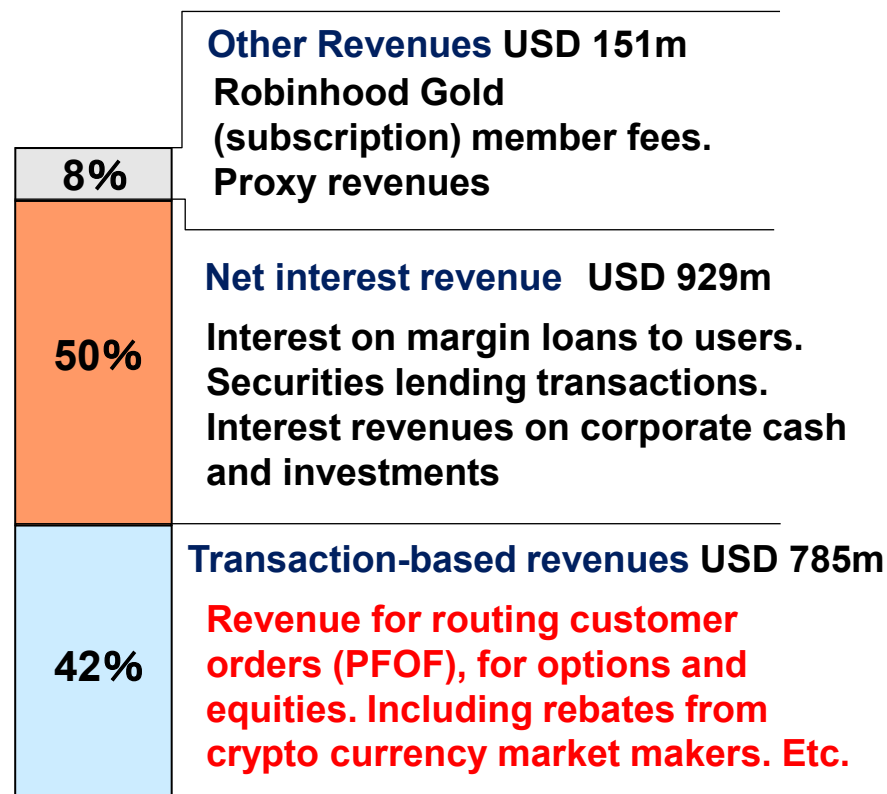 Other Revenues USD 151m
Robinhood Gold
(subscription) member fees.
Proxy revenues
8%
Net interest revenue USD 929m
50%
Interest on margin loans to users.
Securities lending transactions.
Interest revenues on corporate cash
and investments
Transaction-based revenues USD 785m
42%
Revenue for routing customer
orders (PFOF), for options and
equities. Including rebates from
crypto currency market makers. Etc.